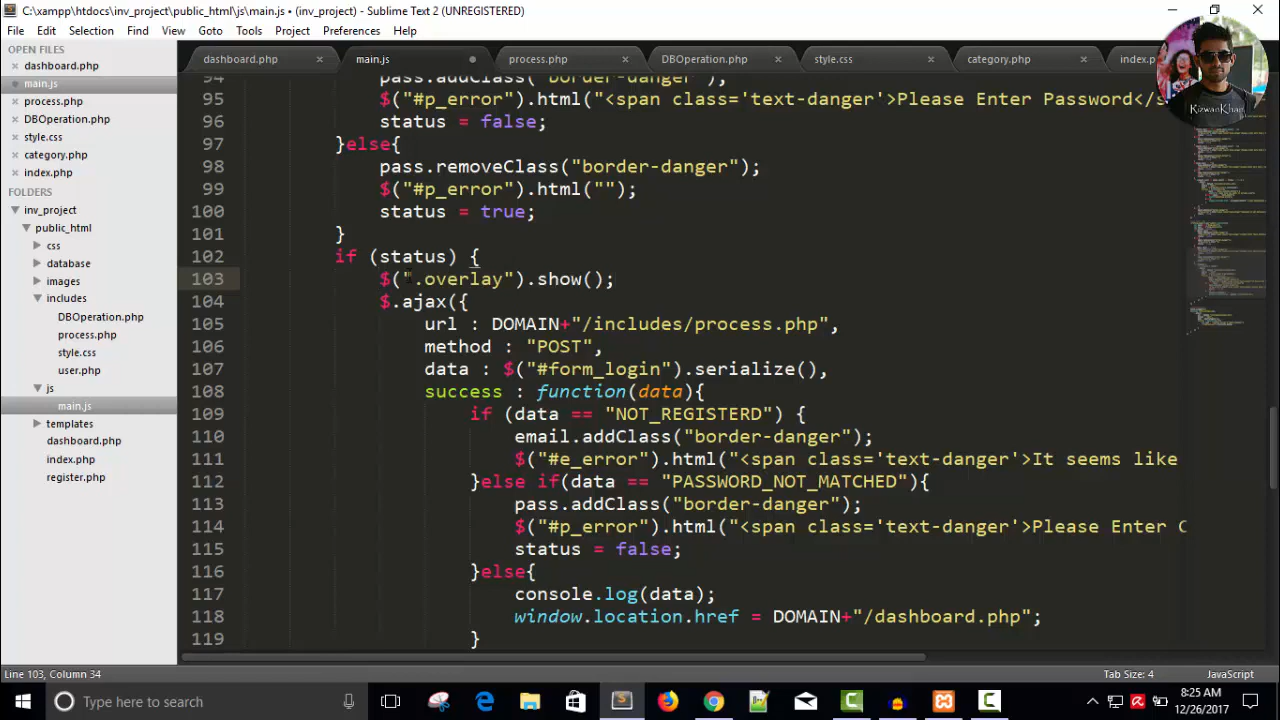 C:\xampp\htdocs\inv_project\public_html\js\main.js • (inv_project) - Sublime Text 2 (UNREGISTERED)
File Edit Selection Find View Goto Tools Project Preferences Help
OPEN FILES
dashboard.php
main.js
process.php
DBOperation.php
style.css
category.php
index.php
FOLDERS
inv_project
public_html
css
database
images
includes
DBOperation.php
process.php
style.css
user.php
js
main.js
templates
dashboard.php
index.php
register.php
dashboard.php main.js process.php DBOperation.php style.css category.php index.p
RizwanKhan
94 pass.addClass("border-danger");
95 $("#p_error").html("<span class='text-danger'>Please Enter Password</s
96 status = false;
97 }else{
98 pass.removeClass("border-danger");
99 $("#p_error").html("");
100 status = true;
101 }
102 if (status) {
103 $(".overlay").show();
104 $.ajax({
105 url : DOMAIN+"/includes/process.php",
106 method : "POST",
107 data : $("#form_login").serialize(),
108 success : function(data){
109 if (data == "NOT_REGISTERD") {
110 email.addClass("border-danger");
111 $("#e_error").html("<span class='text-danger'>It seems like
112 }else if(data == "PASSWORD_NOT_MATCHED"){
113 pass.addClass("border-danger");
114 $("#p_error").html("<span class='text-danger'>Please Enter C
115 status = false;
116 }else{
117 console.log(data);
118 window.location.href = DOMAIN+"/dashboard.php";
119 }
Line 103, Column 34 Tab Size: 4 JavaScript
Type here to search
8:25 AM
12/26/2017